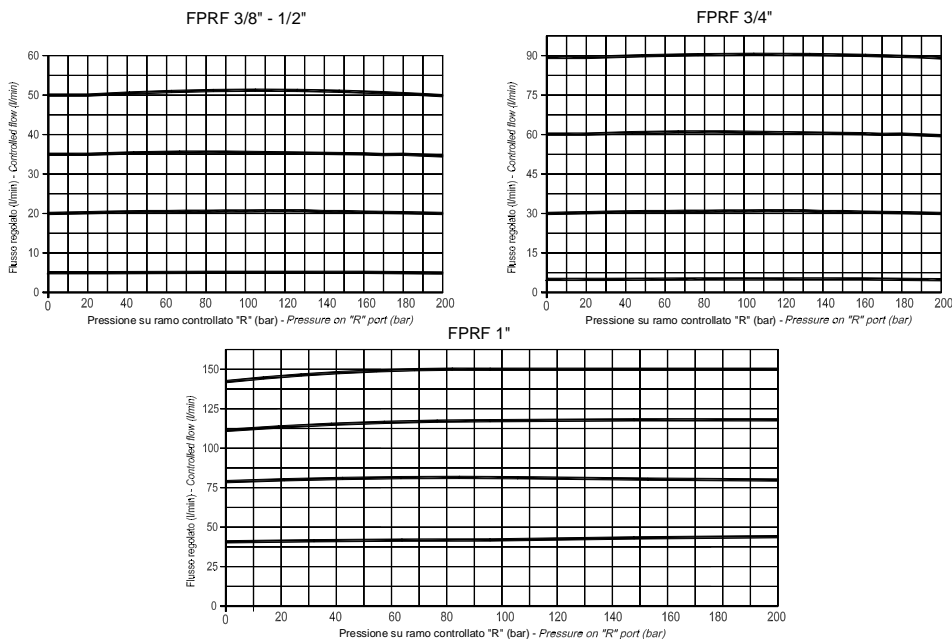 FPRF 3/8" - 1/2"
Flusso regolato (l/min) - Controlled flow (l/min)
60
50
40
30
20
10
0
0 20 40 60 80 100 120 140 160 180 200
Pressione su ramo controllato "R" (bar) - Pressure on "R" port (bar)
FPRF 3/4"
Flusso regolato (l/min) - Controlled flow (l/min)
90
75
60
45
30
15
0
0 20 40 60 80 100 120 140 160 180 200
Pressione su ramo controllato "R" (bar) - Pressure on "R" port (bar)
FPRF 1"
Flusso regolato (l/min) - Controlled flow (l/min)
150
125
100
75
50
25
0
0 20 40 60 80 100 120 140 160 180 200
Pressione su ramo controllato "R" (bar) - Pressure on "R" port (bar)